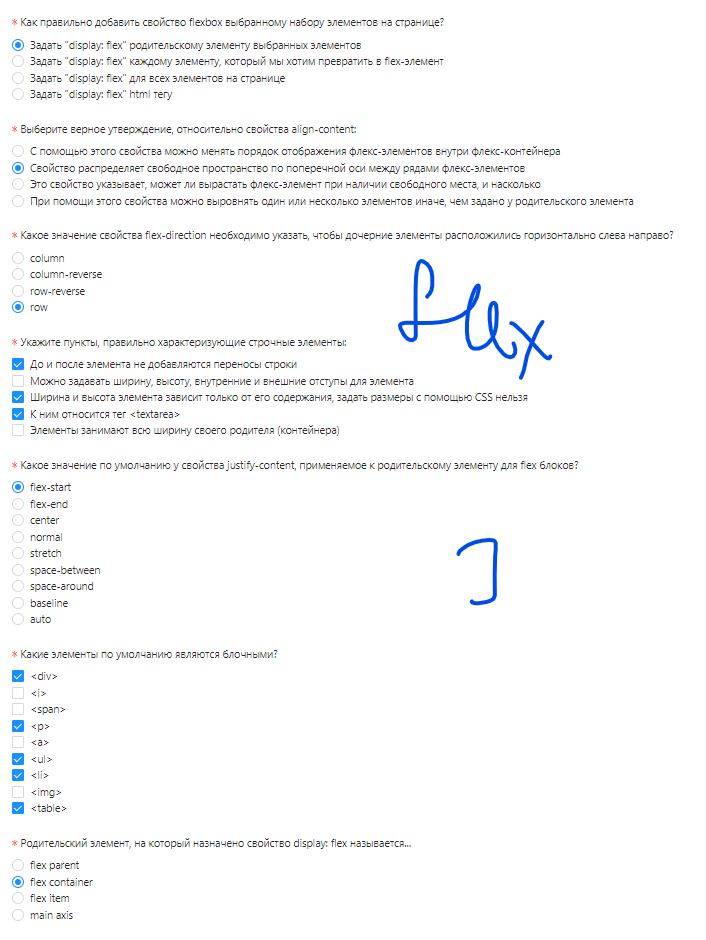 * Как правильно добавить свойство flexbox выбранному набору элементов на странице?
Задать "display: flex" родительскому элементу выбранных элементов
Задать "display: flex" каждому элементу, который мы хотим превратить в flex-элемент
Задать "display: flex" для всех элементов на странице
Задать "display: flex" html тегу
* Выберите верное утверждение, относительно свойства align-content:
С помощью этого свойства можно менять порядок отображения флекс-элементов внутри флекс-контейнера
Свойство распределяет свободное пространство по поперечной оси между рядами флекс-элементов
Это свойство указывает, может ли вырастать флекс-элемент при наличии свободного места, и насколько
При помощи этого свойства можно выровнять один или несколько элементов иначе, чем задано у родительского элемента
* Какое значение свойства flex-direction необходимо указать, чтобы дочерние элементы расположились горизонтально слева направо?
column
column-reverse
row-reverse
row
flex
* Укажите пункты, правильно характеризующие строчные элементы:
До и после элемента не добавляются переносы строки
Можно задавать ширину, высоту, внутренние и внешние отступы для элемента
Ширина и высота элемента зависит только от его содержания, задать размеры с помощью CSS нельзя
К ним относится тег <textarea>
Элементы занимают всю ширину своего родителя (контейнера)
* Какое значение по умолчанию у свойства justify-content, применяемое к родительскому элементу для flex блоков?
flex-start
flex-end
center
normal
stretch
space-between
space-around
baseline
auto
* Какие элементы по умолчанию являются блочными?
<div>
<i>
<span>
<p>
<a>
<ul>
<li>
<img>
<table>
* Родительский элемент, на который назначено свойство display: flex называется...
flex parent
flex container
flex item
main axis